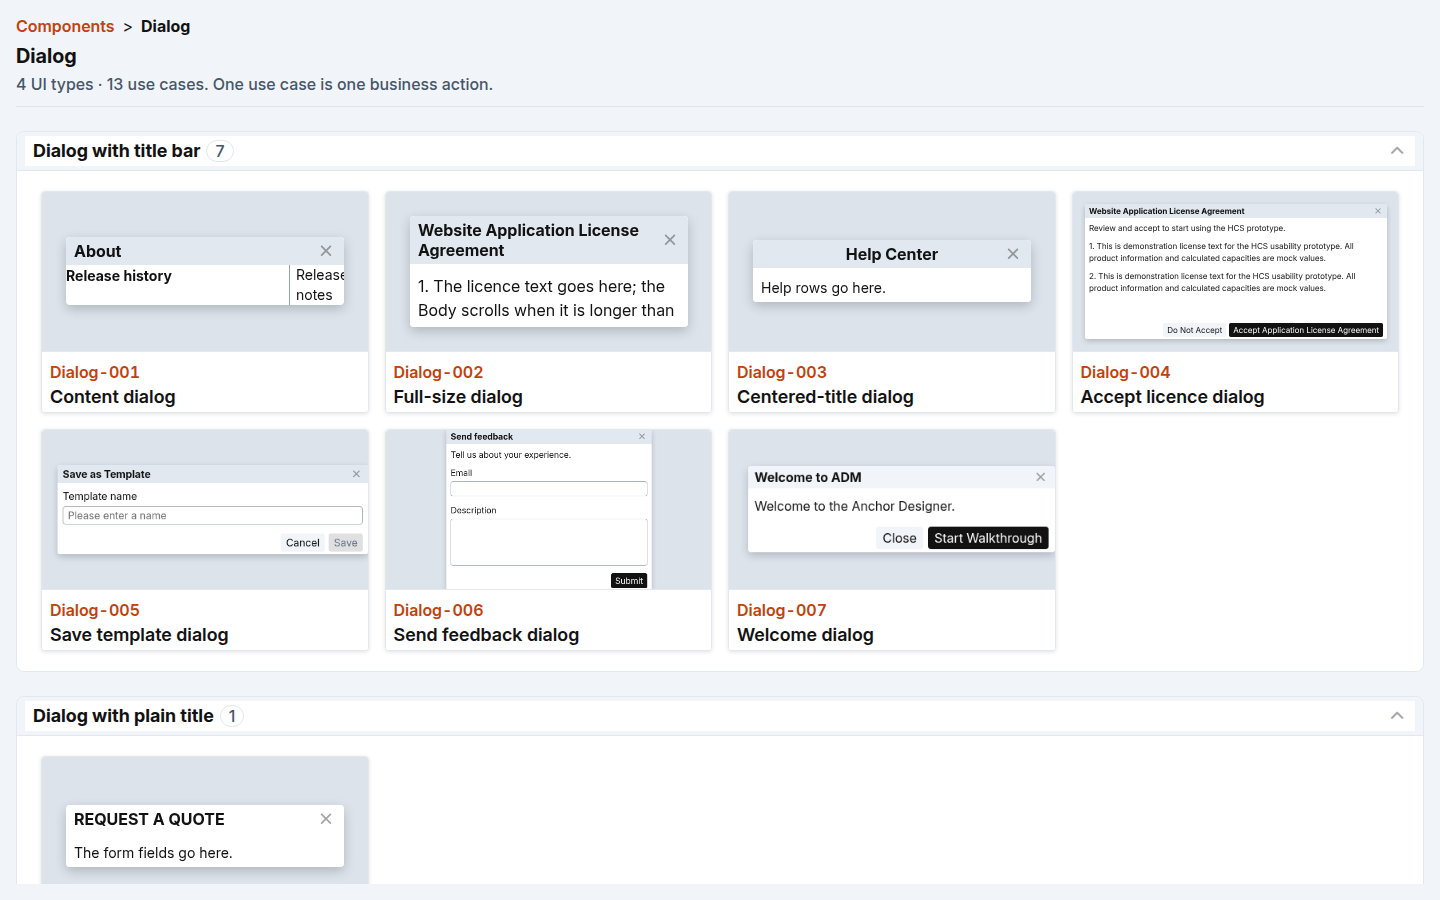 Components > Dialog
Dialog
4 UI types · 13 use cases. One use case is one business action.
Dialog with title bar 7
About
Release history
Release
notes
Dialog-001
Content dialog
Website Application License
Agreement
1. The licence text goes here; the
Body scrolls when it is longer than
Dialog-002
Full-size dialog
Help Center
Help rows go here.
Dialog-003
Centered-title dialog
Website Application License Agreement
Review and accept to start using the HCS prototype.
1. This is demonstration license text for the HCS usability prototype. All
product information and calculated capacities are mock values.
2. This is demonstration license text for the HCS usability prototype. All
product information and calculated capacities are mock values.
Do Not Accept Accept Application License Agreement
Dialog-004
Accept licence dialog
Save as Template
Template name
Please enter a name
Cancel Save
Dialog-005
Save template dialog
Send feedback
Tell us about your experience.
Email
Description
Submit
Dialog-006
Send feedback dialog
Welcome to ADM
Welcome to the Anchor Designer.
Close Start Walkthrough
Dialog-007
Welcome dialog
Dialog with plain title 1
REQUEST A QUOTE
The form fields go here.